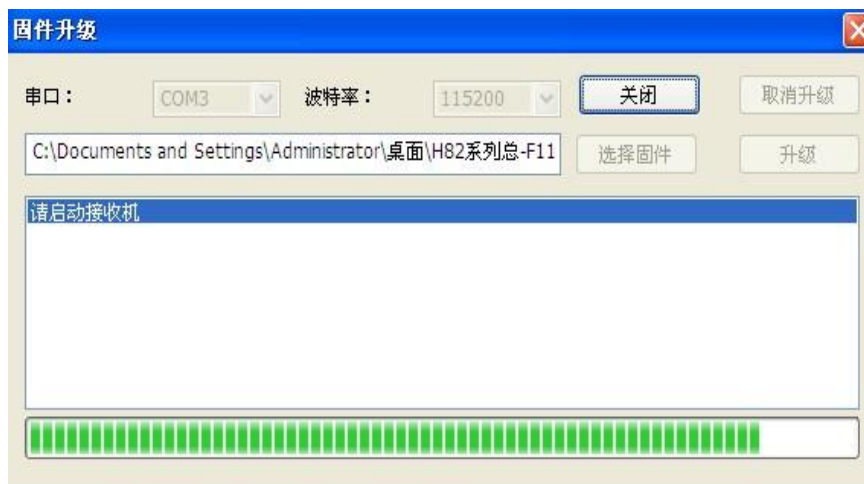 固件升级
串口： COM3 波特率： 115200 关闭 取消升级
C:\Documents and Settings\Administrator\桌面\H82系列总-F11 选择固件 升级
请启动接收机